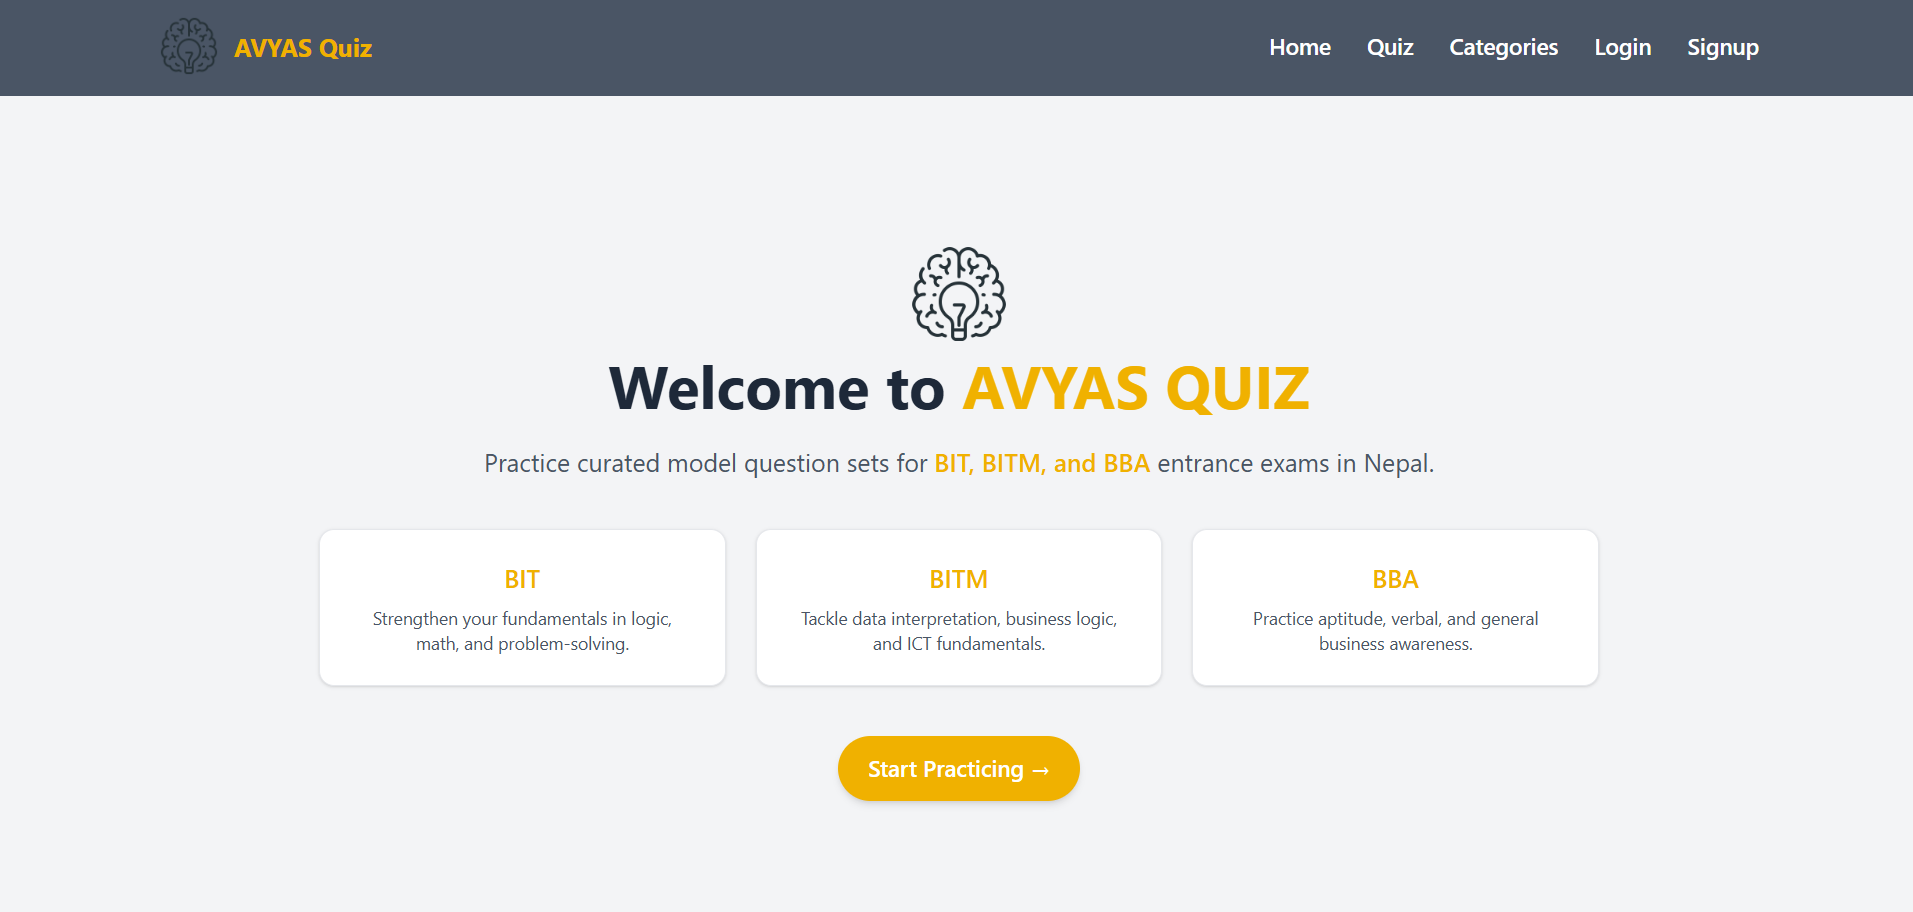 AVYAS Quiz
Home Quiz Categories Login Signup
Welcome to AVYAS QUIZ
Practice curated model question sets for BIT, BITM, and BBA entrance exams in Nepal.
BIT
Strengthen your fundamentals in logic,
math, and problem-solving.
BITM
Tackle data interpretation, business logic,
and ICT fundamentals.
BBA
Practice aptitude, verbal, and general
business awareness.
Start Practicing →